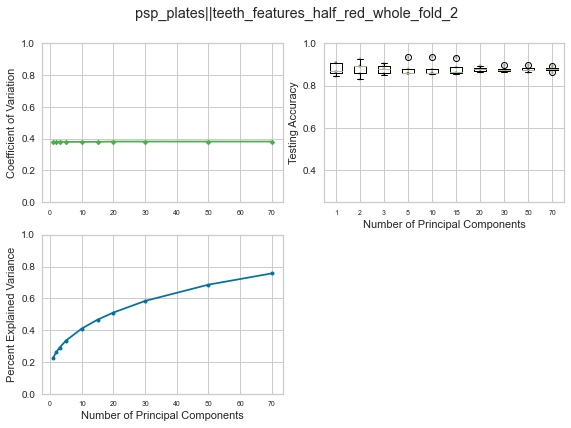 psp_plates||teeth_features_half_red_whole_fold_2
Coefficient of Variation
1.0
0.8
0.6
0.4
0.2
0.0
0 10 20 30 40 50 60 70
Testing Accuracy
1.0
0.8
0.6
0.4
1 2 3 5 10 15 20 30 50 70
Number of Principal Components
Percent Explained Variance
1.0
0.8
0.6
0.4
0.2
0.0
0 10 20 30 40 50 60 70
Number of Principal Components